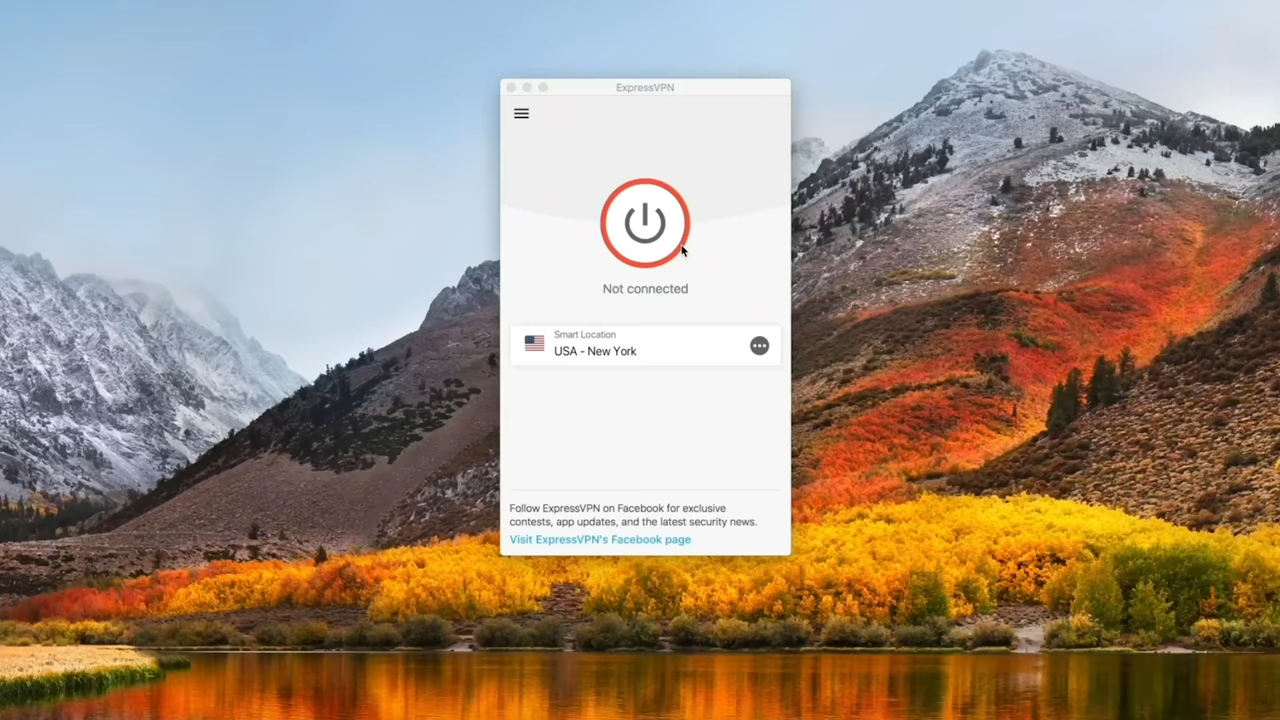 ExpressVPN
Not connected
Smart Location
USA - New York
Follow ExpressVPN on Facebook for exclusive
contests, app updates, and the latest security news.
Visit ExpressVPN's Facebook page